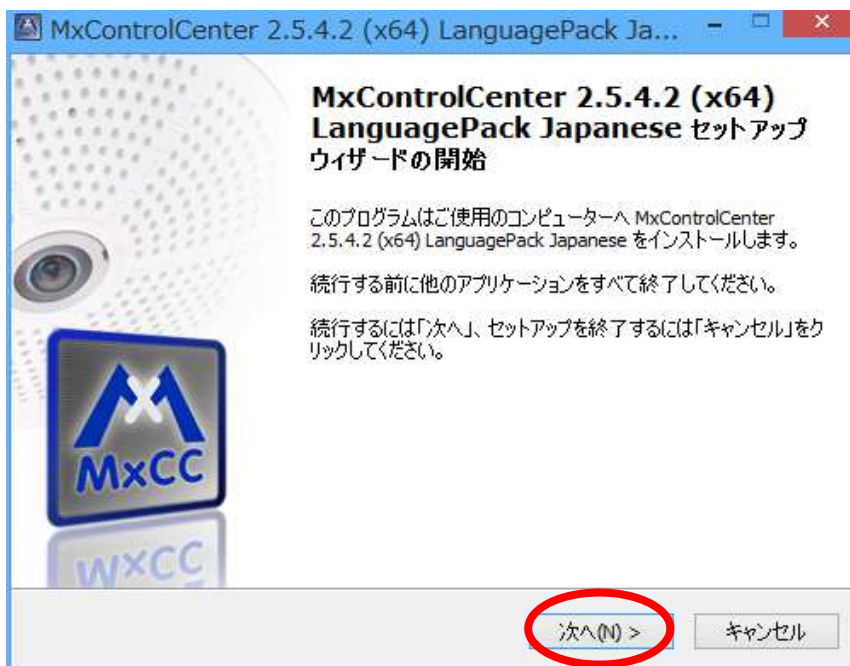 MxControlCenter 2.5.4.2 (x64) LanguagePack Ja...
MxControlCenter 2.5.4.2 (x64)
LanguagePack Japanese セットアップ
ウィザードの開始
このプログラムはご使用のコンピューターへ MxControlCenter
2.5.4.2 (x64) LanguagePack Japanese をインストールします。
続行する前に他のアプリケーションをすべて終了してください。
続行するには「次へ」、セットアップを終了するには「キャンセル」をク
リックしてください。
MxCC
次へ(N) >
キャンセル